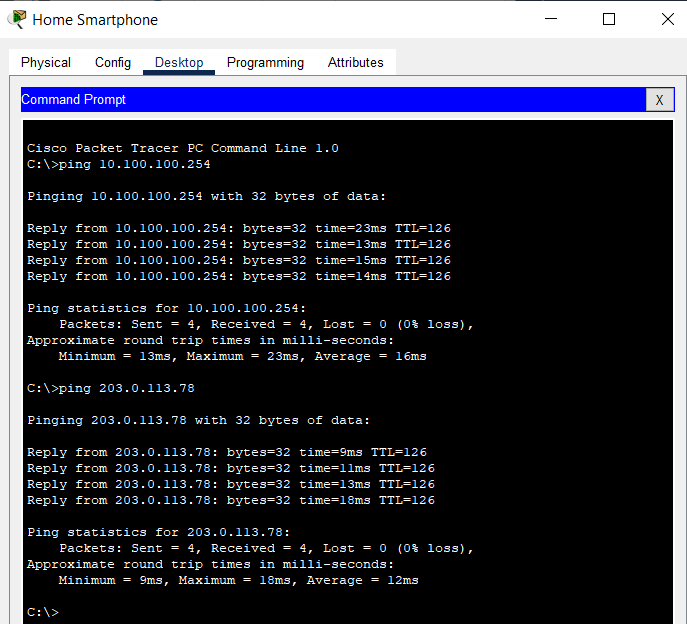 Home Smartphone
Physical Config Desktop Programming Attributes
Command Prompt
X
Cisco Packet Tracer PC Command Line 1.0
C:\>ping 10.100.100.254
Pinging 10.100.100.254 with 32 bytes of data:
Reply from 10.100.100.254: bytes=32 time=23ms TTL=126
Reply from 10.100.100.254: bytes=32 time=13ms TTL=126
Reply from 10.100.100.254: bytes=32 time=15ms TTL=126
Reply from 10.100.100.254: bytes=32 time=14ms TTL=126
Ping statistics for 10.100.100.254:
Packets: Sent = 4, Received = 4, Lost = 0 (0% loss),
Approximate round trip times in milli-seconds:
Minimum = 13ms, Maximum = 23ms, Average = 16ms
C:\>ping 203.0.113.78
Pinging 203.0.113.78 with 32 bytes of data:
Reply from 203.0.113.78: bytes=32 time=9ms TTL=126
Reply from 203.0.113.78: bytes=32 time=11ms TTL=126
Reply from 203.0.113.78: bytes=32 time=13ms TTL=126
Reply from 203.0.113.78: bytes=32 time=18ms TTL=126
Ping statistics for 203.0.113.78:
Packets: Sent = 4, Received = 4, Lost = 0 (0% loss),
Approximate round trip times in milli-seconds:
Minimum = 9ms, Maximum = 18ms, Average = 12ms
C:\>